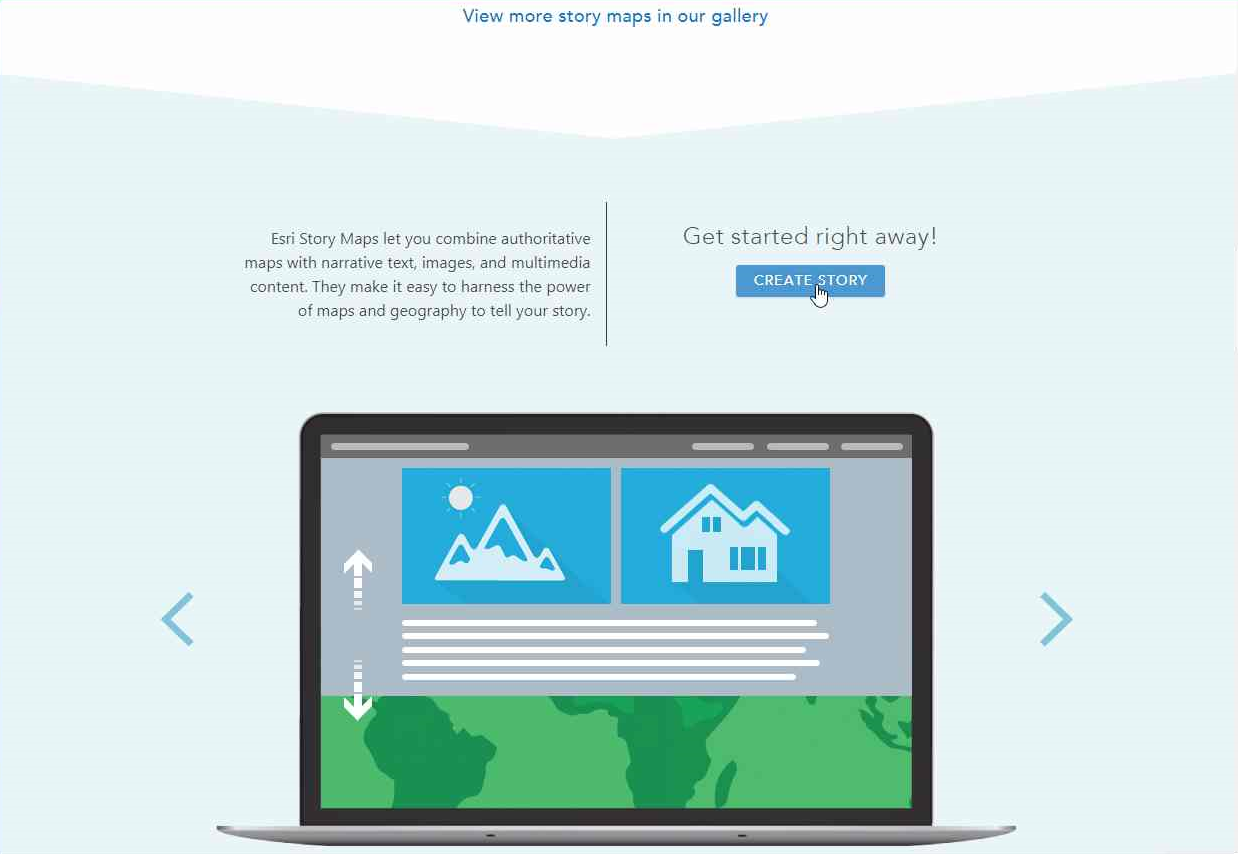 View more story maps in our gallery
Esri Story Maps let you combine authoritative
maps with narrative text, images, and multimedia
content. They make it easy to harness the power
of maps and geography to tell your story.
Get started right away!
CREATE STORY